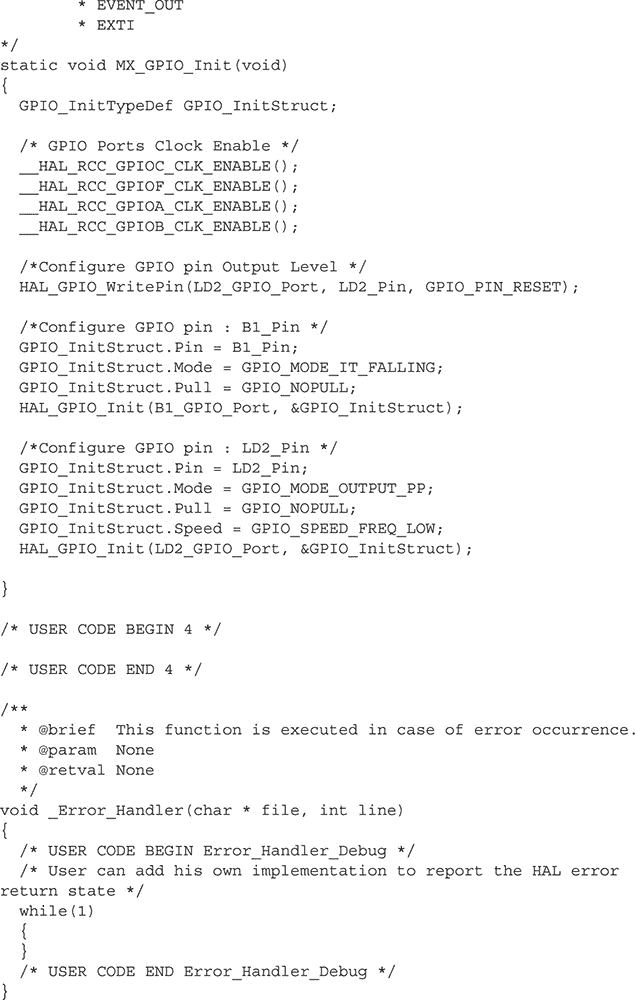 * EVENT_OUT
        * EXTI
*/
static void MX_GPIO_Init(void)
{
  GPIO_InitTypeDef GPIO_InitStruct;

  /* GPIO Ports Clock Enable */
  __HAL_RCC_GPIOC_CLK_ENABLE();
  __HAL_RCC_GPIOF_CLK_ENABLE();
  __HAL_RCC_GPIOA_CLK_ENABLE();
  __HAL_RCC_GPIOB_CLK_ENABLE();

  /*Configure GPIO pin Output Level */
  HAL_GPIO_WritePin(LD2_GPIO_Port, LD2_Pin, GPIO_PIN_RESET);

  /*Configure GPIO pin : B1_Pin */
  GPIO_InitStruct.Pin = B1_Pin;
  GPIO_InitStruct.Mode = GPIO_MODE_IT_FALLING;
  GPIO_InitStruct.Pull = GPIO_NOPULL;
  HAL_GPIO_Init(B1_GPIO_Port, &GPIO_InitStruct);

  /*Configure GPIO pin : LD2_Pin */
  GPIO_InitStruct.Pin = LD2_Pin;
  GPIO_InitStruct.Mode = GPIO_MODE_OUTPUT_PP;
  GPIO_InitStruct.Pull = GPIO_NOPULL;
  GPIO_InitStruct.Speed = GPIO_SPEED_FREQ_LOW;
  HAL_GPIO_Init(LD2_GPIO_Port, &GPIO_InitStruct);

}

/* USER CODE BEGIN 4 */

/* USER CODE END 4 */

/**
  * @brief  This function is executed in case of error occurrence.
  * @param  None
  * @retval None
  */
void _Error_Handler(char * file, int line)
{
  /* USER CODE BEGIN Error_Handler_Debug */
  /* User can add his own implementation to report the HAL error
return state */
  while(1)
  {
  }
  /* USER CODE END Error_Handler_Debug */
}